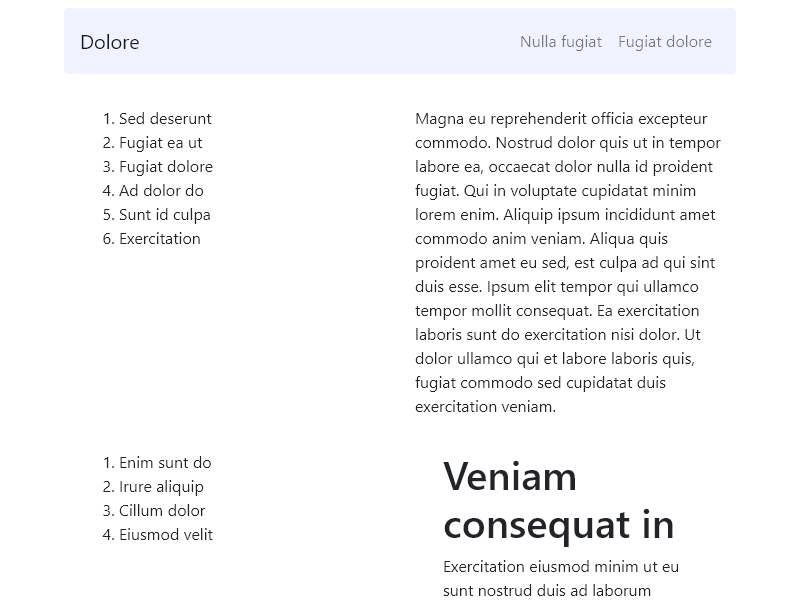 Dolore
Nulla fugiat
Fugiat dolore
1. Sed deserunt
2. Fugiat ea ut
3. Fugiat dolore
4. Ad dolor do
5. Sunt id culpa
6. Exercitation
Magna eu reprehenderit officia excepteur
commodo. Nostrud dolor quis ut in tempor
labore ea, occaecat dolor nulla id proident
fugiat. Qui in voluptate cupidatat minim
lorem enim. Aliquip ipsum incididunt amet
commodo anim veniam. Aliqua quis
proident amet eu sed, est culpa ad qui sint
duis esse. Ipsum elit tempor qui ullamco
tempor mollit consequat. Ea exercitation
laboris sunt do exercitation nisi dolor. Ut
dolor ullamco qui et labore laboris quis,
fugiat commodo sed cupidatat duis
exercitation veniam.
1. Enim sunt do
2. Irure aliquip
3. Cillum dolor
4. Eiusmod velit
Veniam
consequat in
Exercitation eiusmod minim ut eu
sunt nostrud duis ad laborum